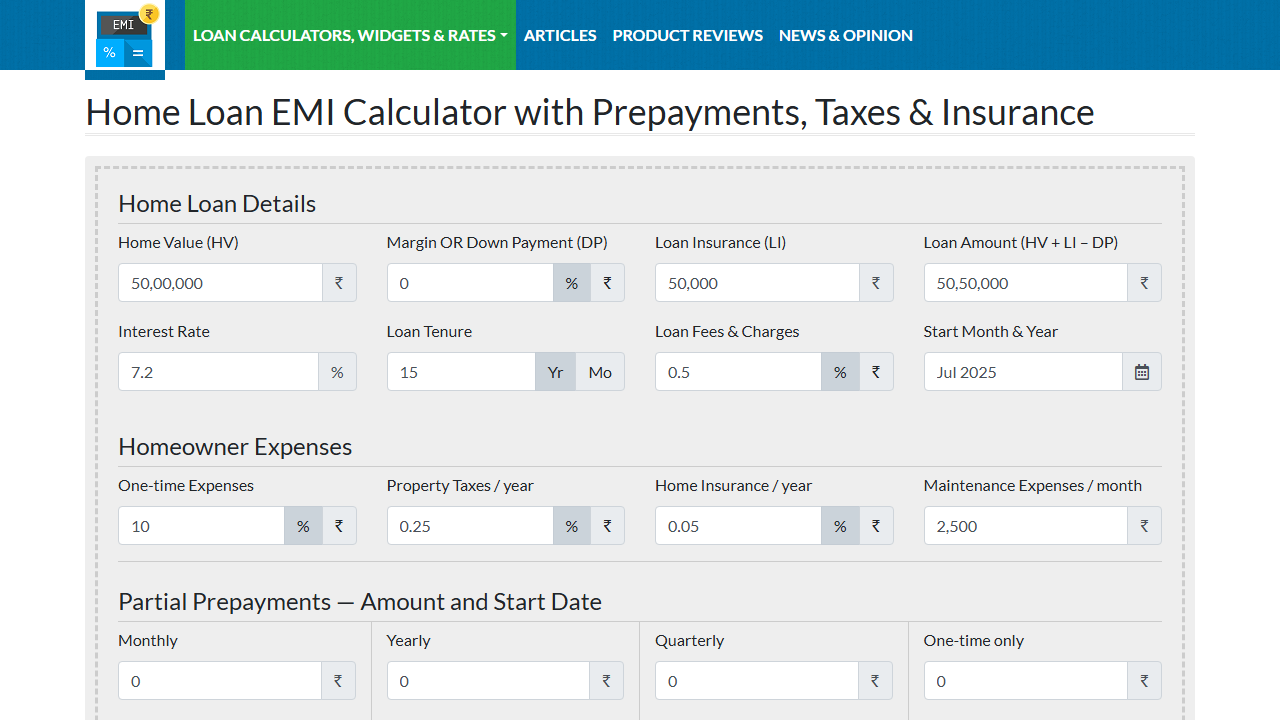 EMI ₹
% =
LOAN CALCULATORS, WIDGETS & RATES ARTICLES PRODUCT REVIEWS NEWS & OPINION
Home Loan EMI Calculator with Prepayments, Taxes & Insurance
Home Loan Details
Home Value (HV) Margin OR Down Payment (DP) Loan Insurance (LI) Loan Amount (HV + LI – DP)
50,00,000 ₹ 0 % ₹ 50,000 ₹ 50,50,000 ₹
Interest Rate Loan Tenure Loan Fees & Charges Start Month & Year
7.2 % 15 Yr Mo 0.5 % ₹ Jul 2025
Homeowner Expenses
One-time Expenses Property Taxes / year Home Insurance / year Maintenance Expenses / month
10 % ₹ 0.25 % ₹ 0.05 % ₹ 2,500 ₹
Partial Prepayments — Amount and Start Date
Monthly Yearly Quarterly One-time only
0 ₹ 0 ₹ 0 ₹ 0 ₹